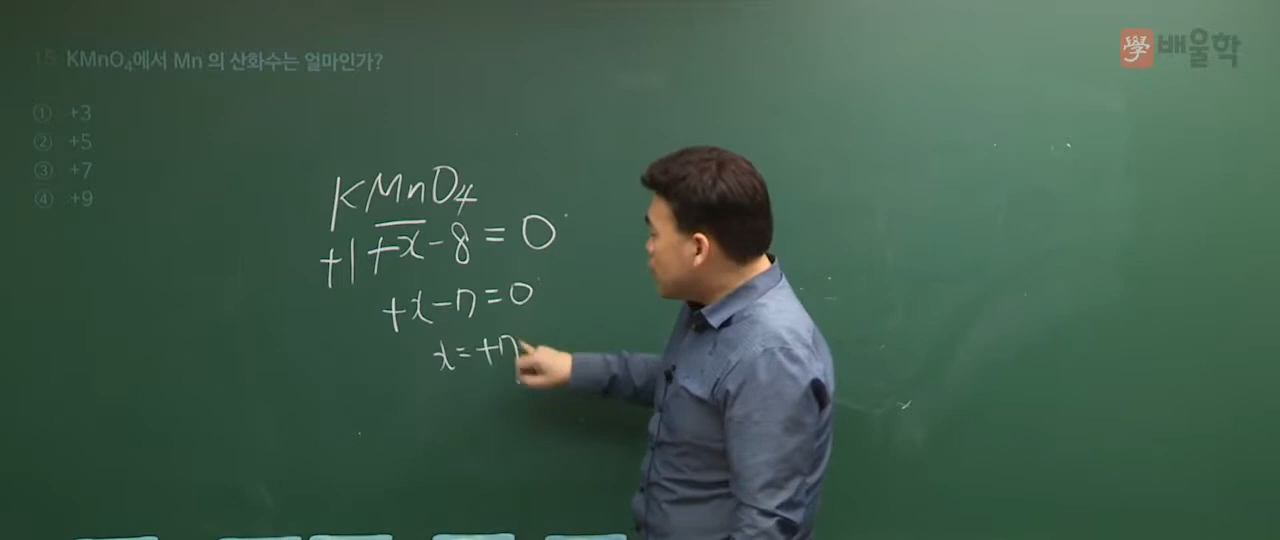 15 KMnO₄에서 Mn 의 산화수는 얼마인가?
① +3
② +5
③ +7
④ +9
學 배울학
KMnO₄
+1+x-8=0
+x-7=0
x=+7